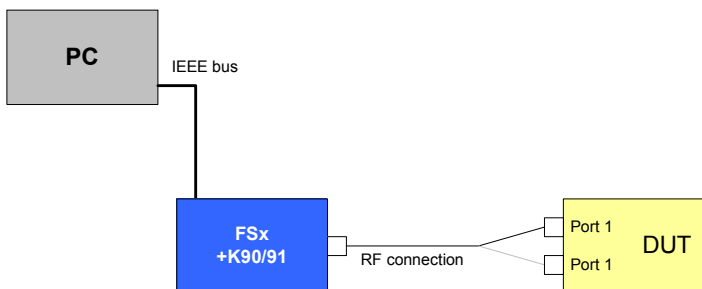 PC
IEEE bus
FSx
+K90/91
RF connection
Port 1
Port 1
DUT